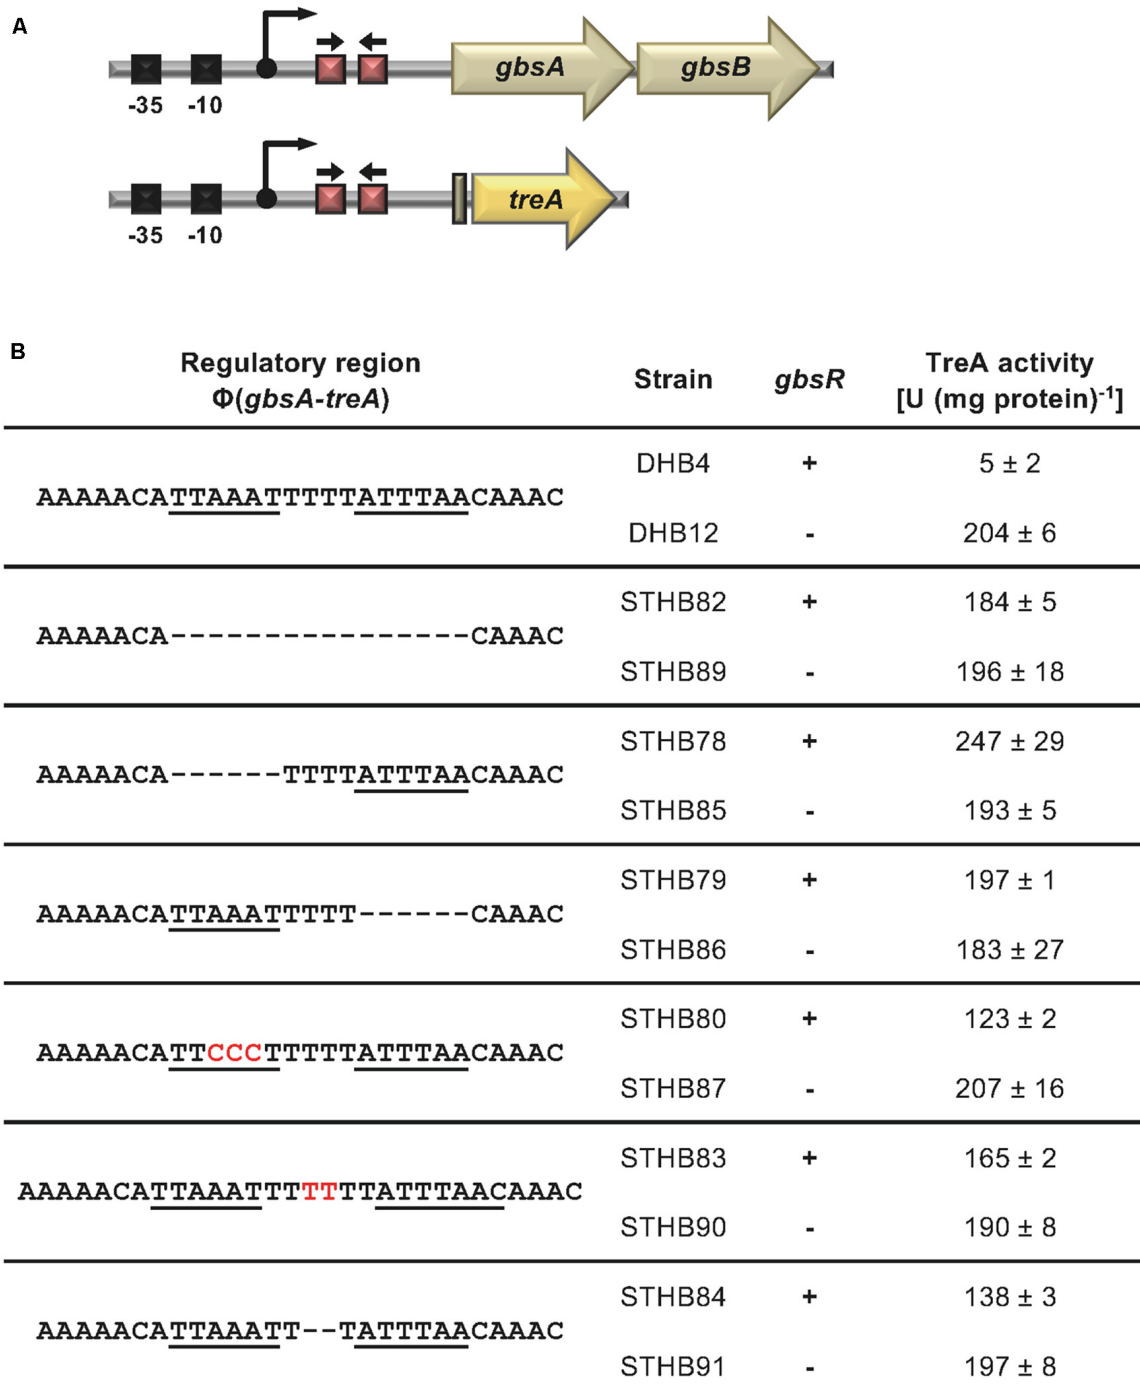 A
gbsA gbsB
-35 -10
treA
-35 -10
B
Regulatory region
Φ(gbsA-treA)
Strain
gbsR
TreA activity
[U (mg protein)-1]
AAAAACATTAAATTTTTATTTAACAAAC
DHB4 + 5 ± 2
DHB12 - 204 ± 6
AAAAACA----------------CAAAC
STHB82 + 184 ± 5
STHB89 - 196 ± 18
AAAAACA------TTTTATTTAACAAAC
STHB78 + 247 ± 29
STHB85 - 193 ± 5
AAAAACATTAAATTTTT------CAAAC
STHB79 + 197 ± 1
STHB86 - 183 ± 27
AAAAACATTCCCTTTTTATTTAACAAAC
STHB80 + 123 ± 2
STHB87 - 207 ± 16
AAAAACATTAAATTTTTTTATTTAACAAAC
STHB83 + 165 ± 2
STHB90 - 190 ± 8
AAAAACATTAAATT--TATTTAACAAAC
STHB84 + 138 ± 3
STHB91 - 197 ± 8